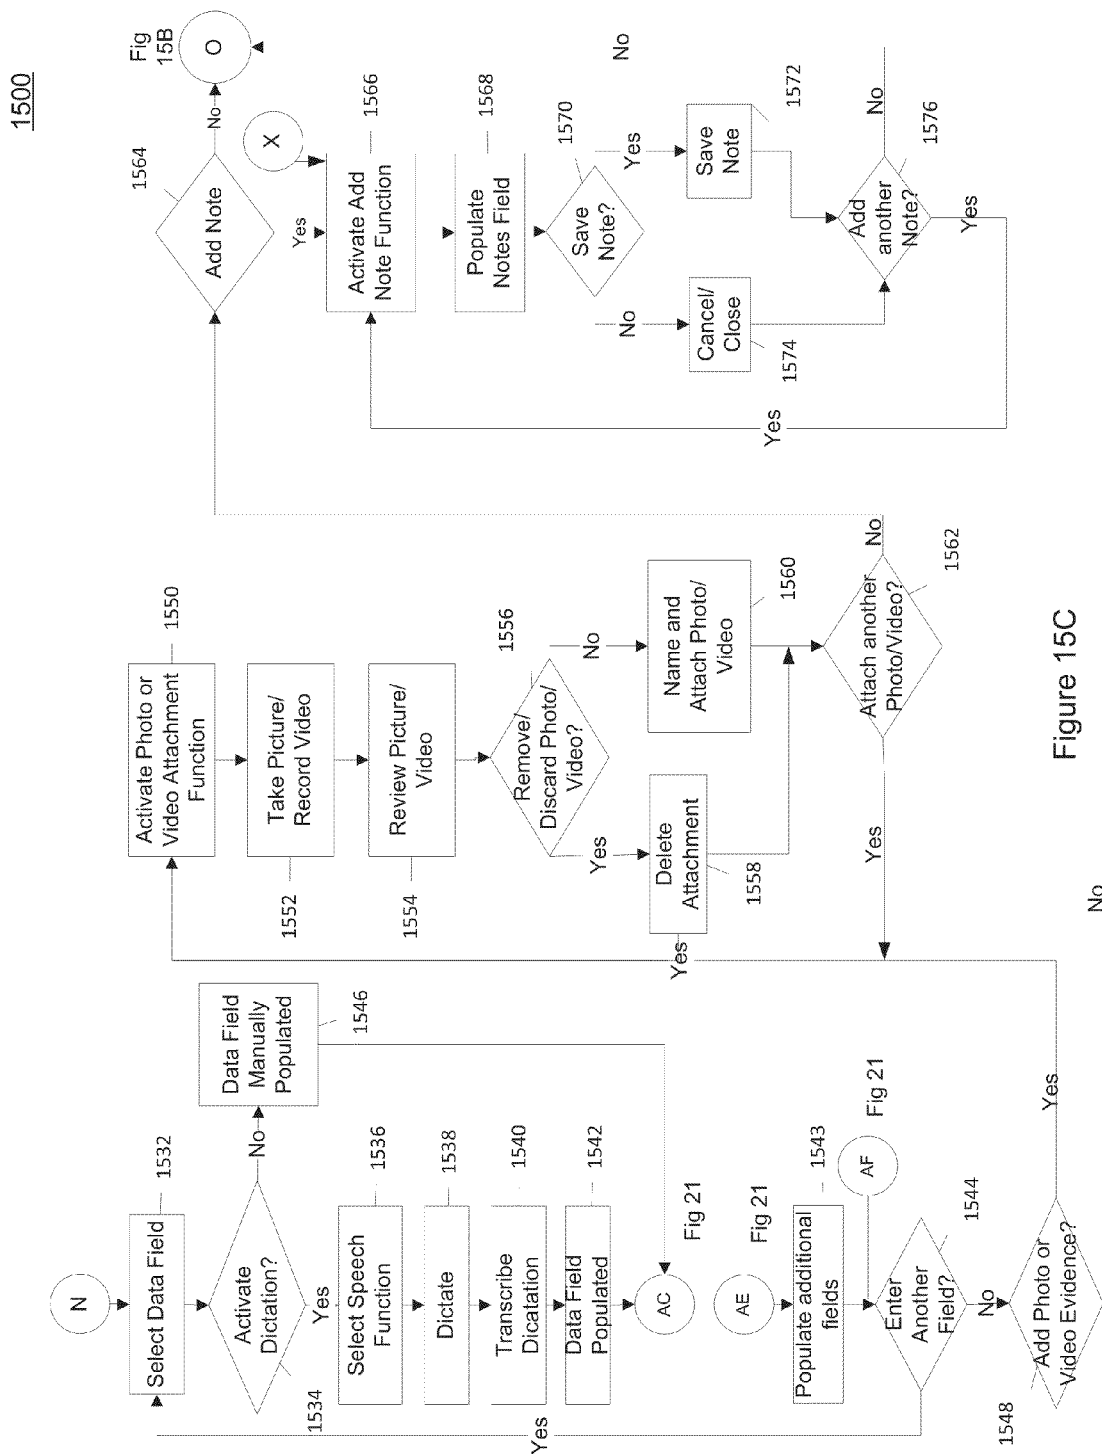 1500
N
Select Data Field
1532
Activate
Dictation?
1534
No
Data Field
Manually
Populated
1546
Yes
Select Speech
Function
1536
Dictate
1538
Transcribe
Dicatation
1540
Data Field
Populated
1542
AC
Fig 21
AE
Fig 21
Populate additional
fields
1543
AF
Fig 21
Enter
Another
Field?
1544
Yes
No
Add Photo or
Video Evidence?
1548
Yes
No
Activate Photo or
Video Attachment
Function
1550
Take Picture/
Record Video
1552
Review Picture/
Video
1554
Remove/
Discard Photo/
Video?
1556
Yes
No
Delete
Attachment
1558
Yes
Name and
Attach Photo/
Video
1560
Attach another
Photo/Video?
1562
Yes
No
Add Note
1564
No
O
Fig
15B
X
Yes
Activate Add
Note Function
1566
Populate
Notes Field
1568
Save
Note?
1570
No
Yes
No
Cancel/
Close
1574
Save
Note
1572
Add
another
Note?
1576
No
Yes
Yes
Figure 15C